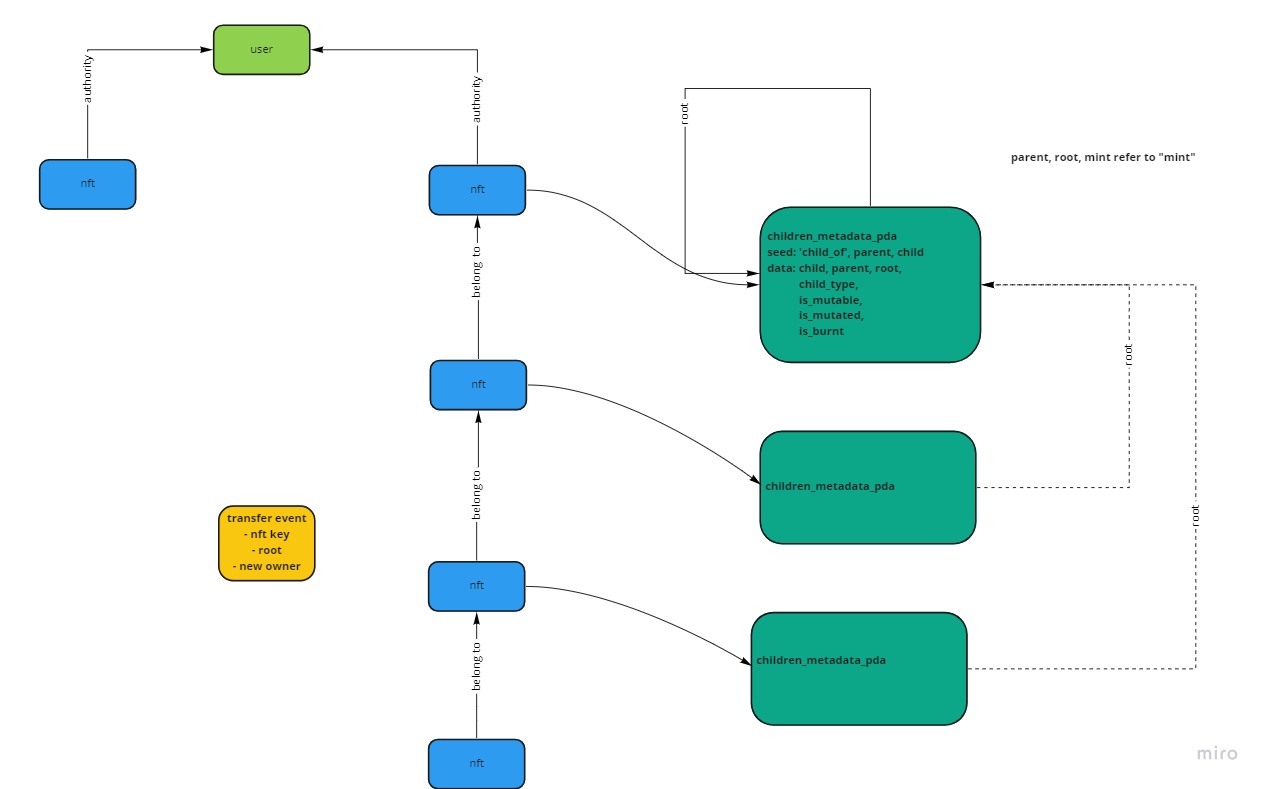 user
authority
authority
nft
nft
root
parent, root, mint refer to "mint"
children_metadata_pda
seed: 'child_of', parent, child
data: child, parent, root,
child_type,
is_mutable,
is_mutated,
is_burnt
belong to
nft
root
belong to
children_metadata_pda
root
transfer event
- nft key
- root
- new owner
nft
belong to
children_metadata_pda
nft
miro